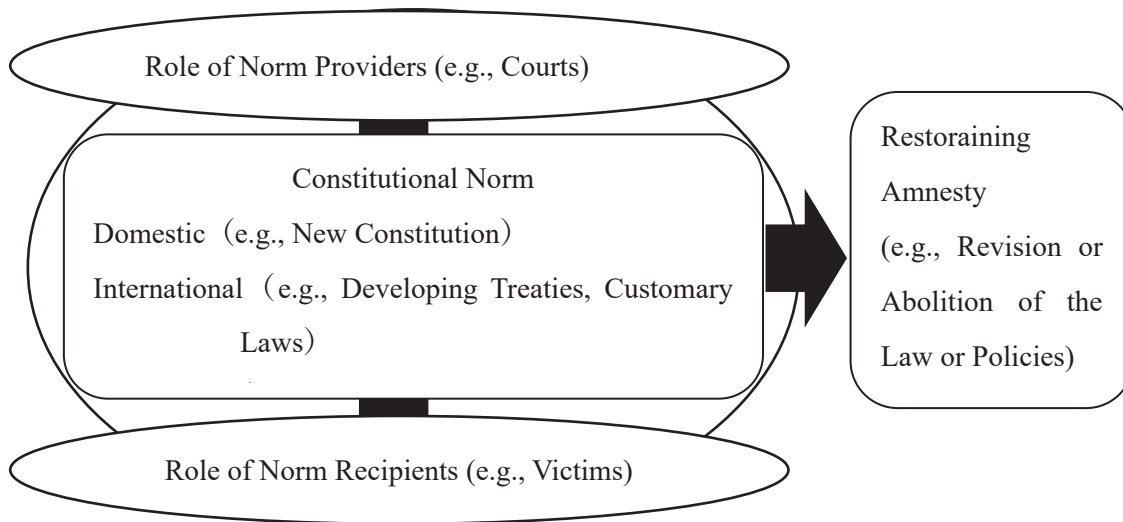 Role of Norm Providers (e.g., Courts)
Constitutional Norm
Domestic（e.g., New Constitution）
International（e.g., Developing Treaties, Customary
Laws）
Role of Norm Recipients (e.g., Victims)
Restoraining
Amnesty
(e.g., Revision or
Abolition of the
Law or Policies)